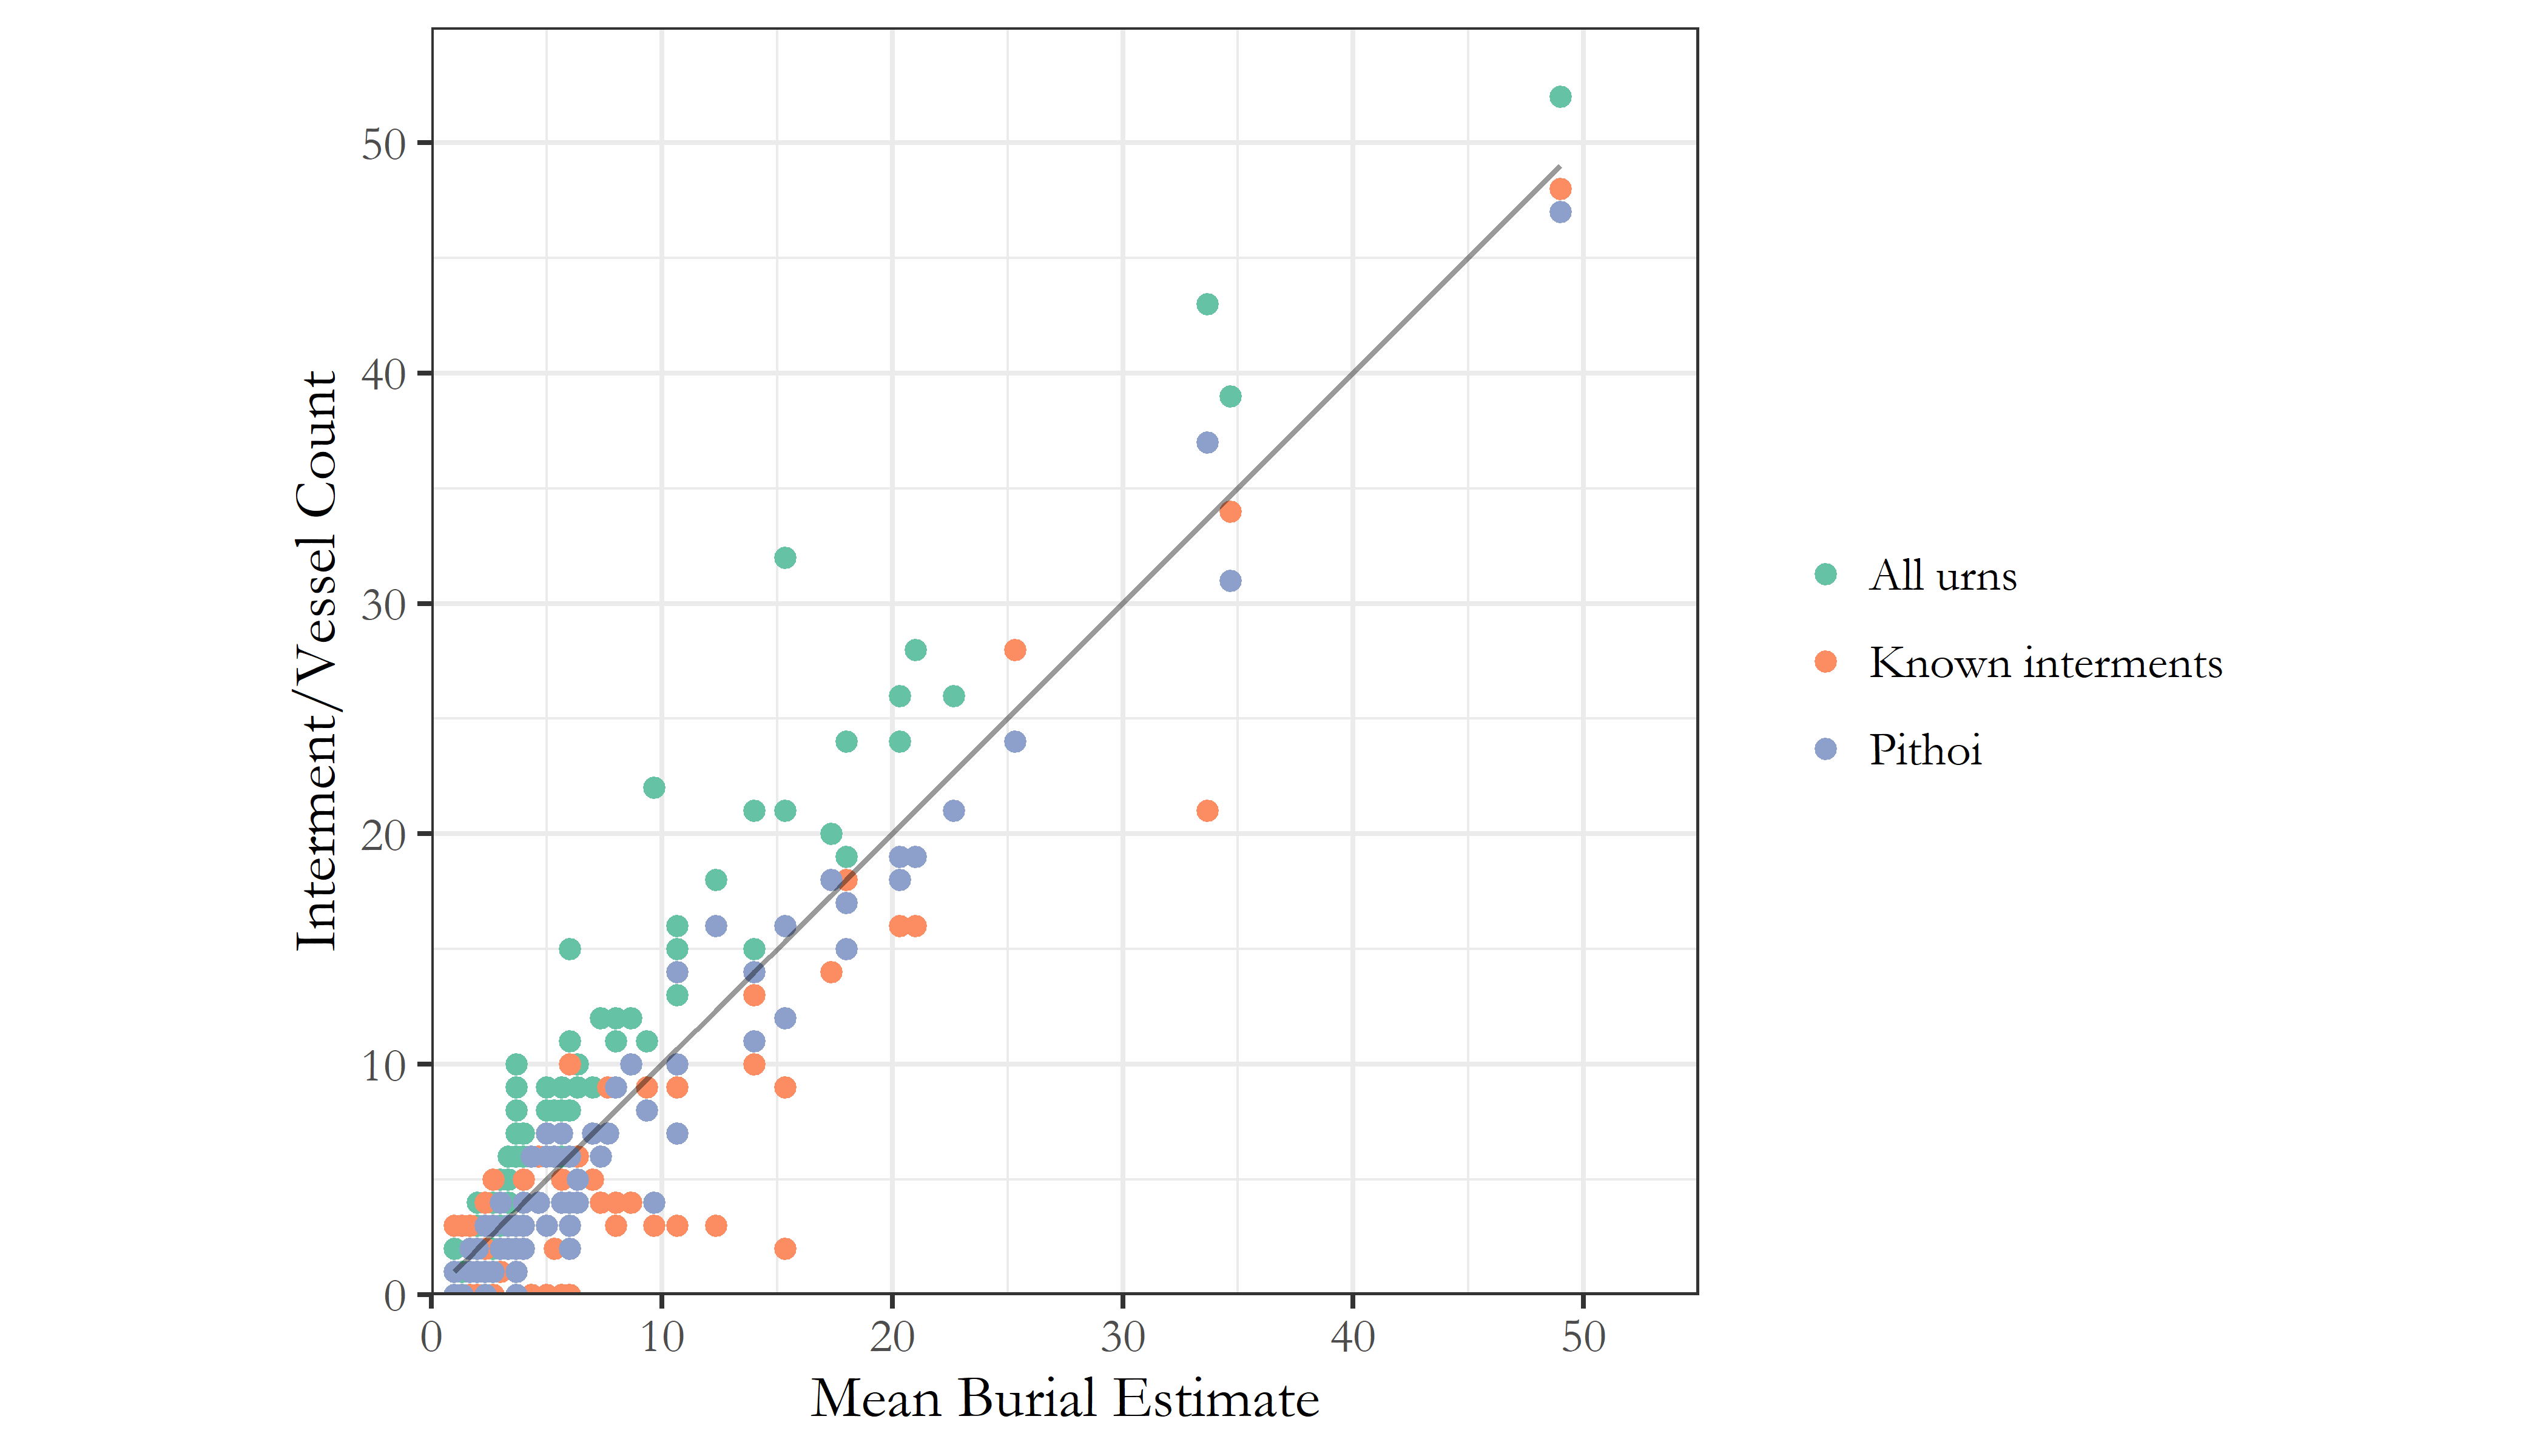 Interment/Vessel Count
50
40
30
20
10
0
0 10 20 30 40 50
Mean Burial Estimate
All urns
Known interments
Pithoi